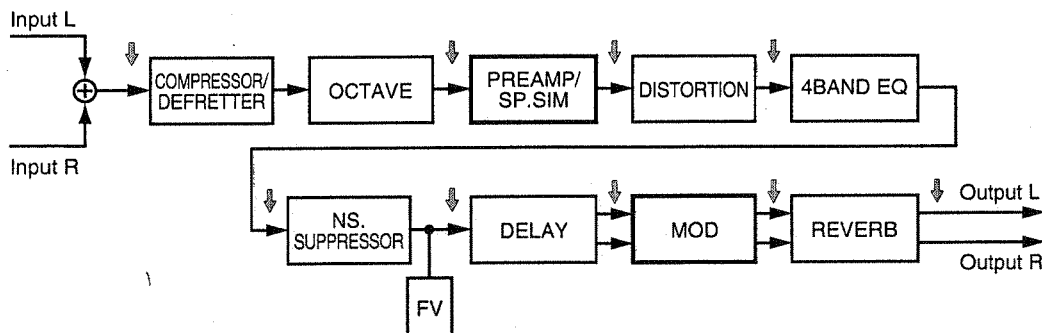 Input L
COMPRESSOR/
DEFRETTER
OCTAVE
PREAMP/
SP.SIM
DISTORTION
4BAND EQ
Input R
NS.
SUPPRESSOR
DELAY
MOD
REVERB
Output L
Output R
FV